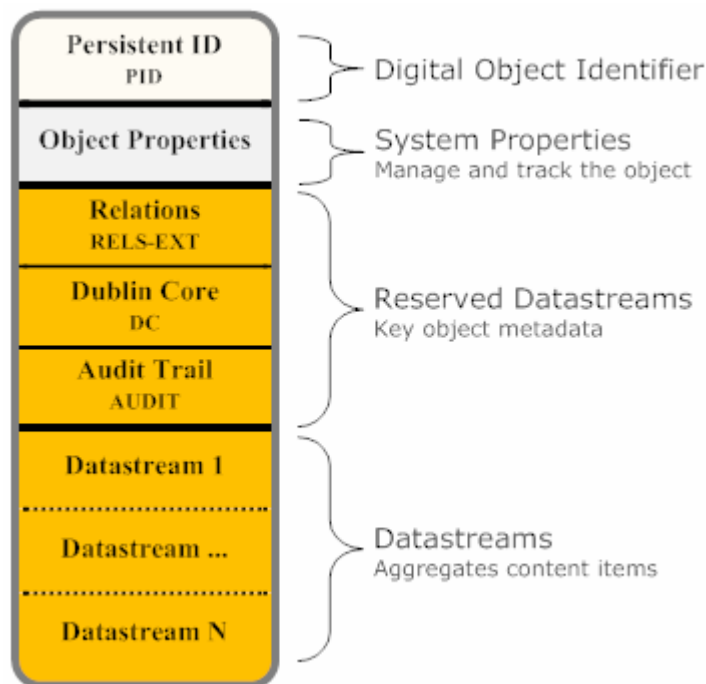 Persistent ID
PID
Digital Object Identifier
Object Properties
System Properties
Manage and track the object
Relations
RELS-EXT
Dublin Core
DC
Audit Trail
AUDIT
Reserved Datastreams
Key object metadata
Datastream 1
Datastream ...
Datastream N
Datastreams
Aggregates content items